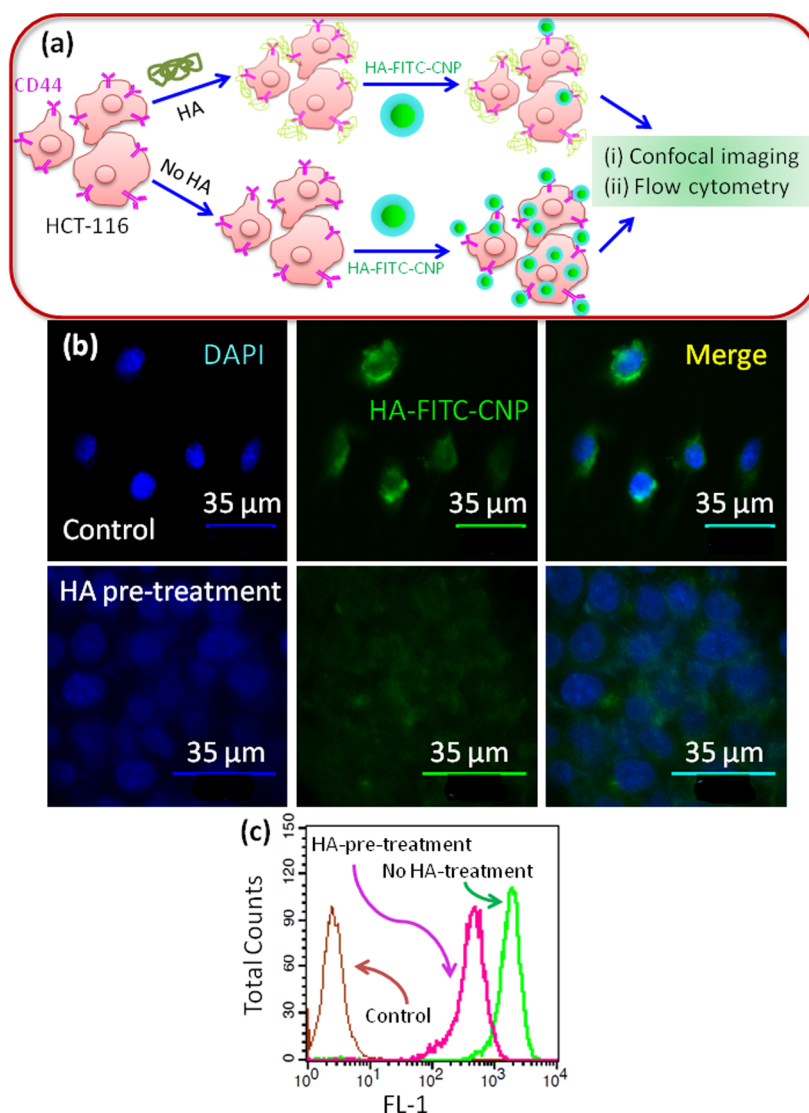 (a)
CD44
HA
HA-FITC-CNP
No HA
HCT-116
HA-FITC-CNP
(i) Confocal imaging
(ii) Flow cytometry
(b)
DAPI
HA-FITC-CNP
Merge
Control
35 µm
35 µm
35 µm
HA pre-treatment
35 µm
35 µm
35 µm
(c)
HA-pre-treatment
No HA-treatment
Control
Total Counts
150
120
90
60
30
0
10⁰ 10¹ 10² 10³ 10⁴
FL-1